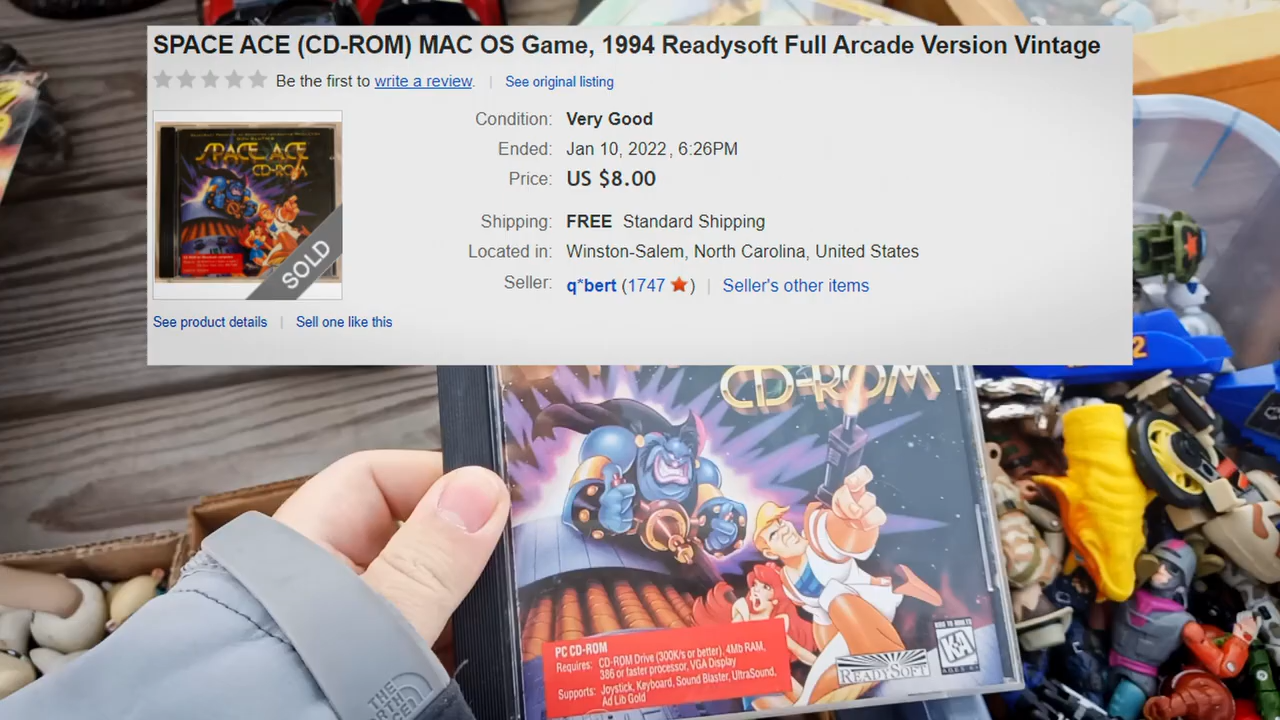 SPACE ACE (CD-ROM) MAC OS Game, 1994 Readysoft Full Arcade Version Vintage
Be the first to write a review. | See original listing
Condition: Very Good
Ended: Jan 10, 2022, 6:26PM
Price: US $8.00
Shipping: FREE Standard Shipping
Located in: Winston-Salem, North Carolina, United States
Seller: q*bert (1747 ) | Seller's other items
SPACE ACE
CD-ROM
SOLD
See product details | Sell one like this
CD-ROM
PC CD-ROM
Requires: CD-ROM Drive (300K/s or better), 4Mb RAM,
386 or faster processor, VGA Display
Supports: Joystick, Keyboard, Sound Blaster, UltraSound,
Ad Lib Gold
READYSOFT
KIDS TO ADULTS
K-A
AGES 6+
THE
NORTH
FACE
2